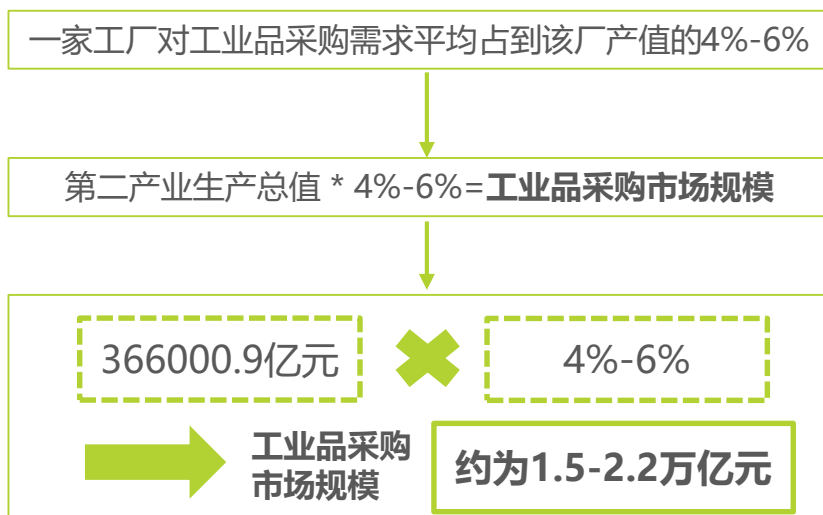 一家工厂对工业品采购需求平均占到该厂产值的4%-6%
第二产业生产总值 * 4%-6%=工业品采购市场规模
366000.9亿元
4%-6%
工业品采购
市场规模
约为1.5-2.2万亿元